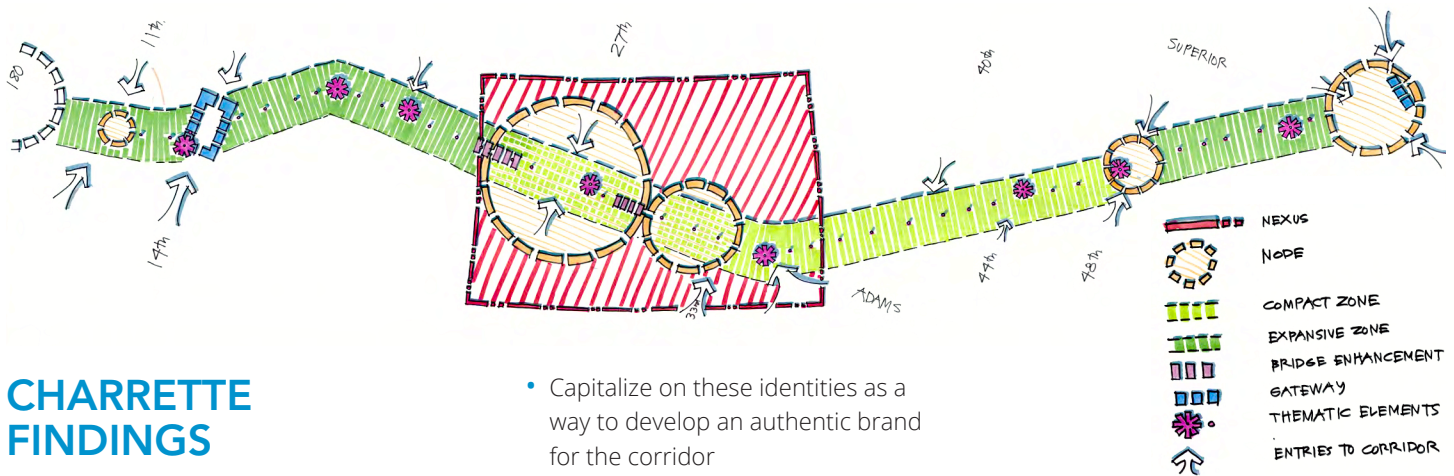 180
11th
14th
27th
33rd
ADAMS
40th
44th
48th
SUPERIOR
NEXUS
NODE
COMPACT ZONE
EXPANSIVE ZONE
BRIDGE ENHANCEMENT
GATEWAY
THEMATIC ELEMENTS
ENTRIES TO CORRIDOR
CHARRETTE
FINDINGS
• Capitalize on these identities as a
way to develop an authentic brand
for the corridor